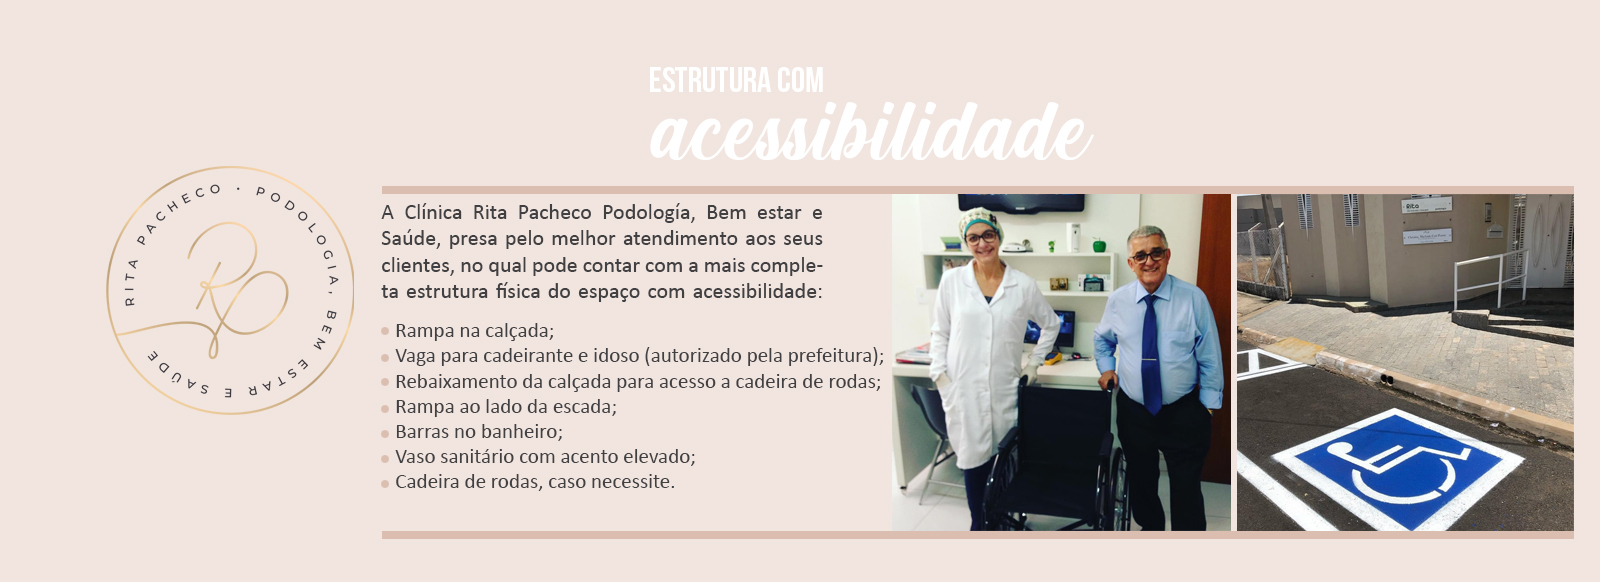 ESTRUTURA COM
acessibilidade
RITA PACHECO • PODOLOGIA, BEM ESTAR E SAÚDE
A Clínica Rita Pacheco Podologia, Bem estar e
Saúde, presa pelo melhor atendimento aos seus
clientes, no qual pode contar com a mais comple-
ta estrutura física do espaço com acessibilidade:
Rampa na calçada;
Vaga para cadeirante e idoso (autorizado pela prefeitura);
Rebaixamento da calçada para acesso a cadeira de rodas;
Rampa ao lado da escada;
Barras no banheiro;
Vaso sanitário com acento elevado;
Cadeira de rodas, caso necessite.
Rita